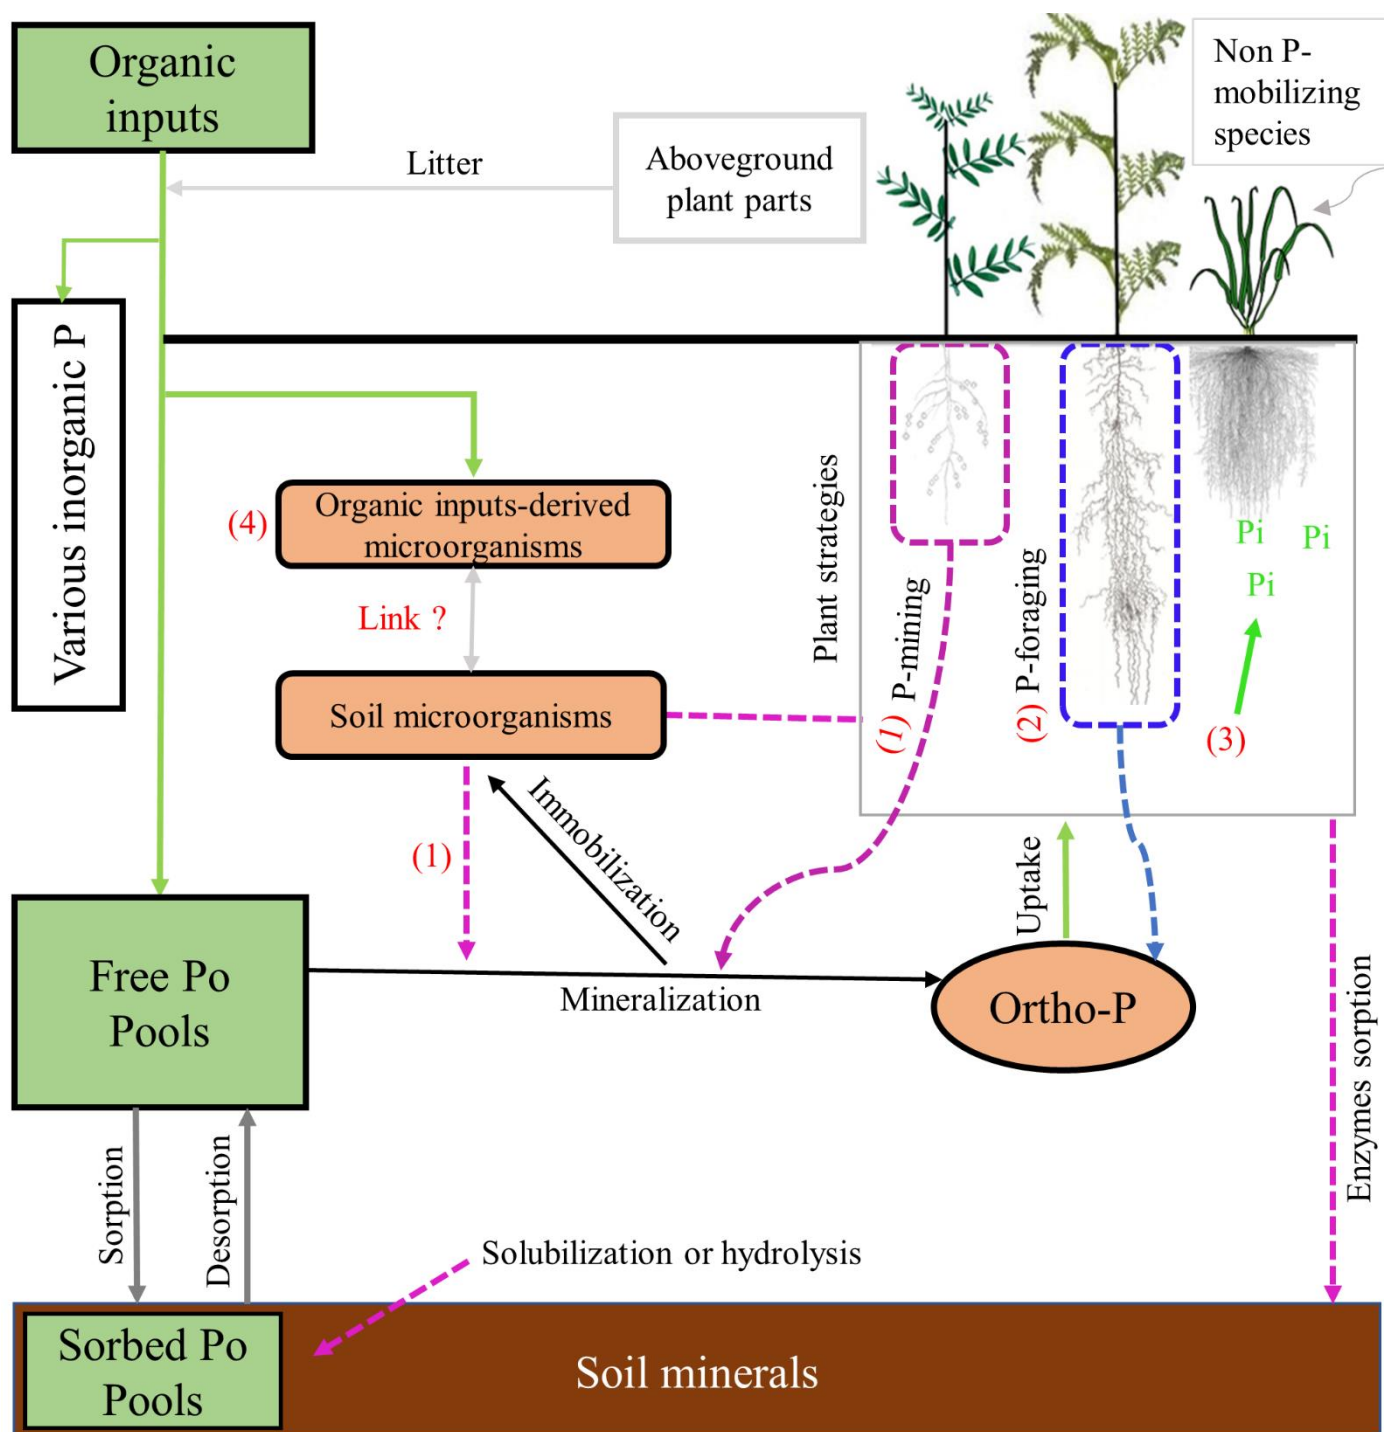 Organic
inputs
Litter
Aboveground
plant parts
Non P-
mobilizing
species
Various inorganic P
(4)
Organic inputs-derived
microorganisms
Link ?
Soil microorganisms
(1)
Immobilization
Plant strategies
(1) P-mining
(2) P-foraging
Pi
Pi
Pi
(3)
Uptake
Free Po
Pools
Mineralization
Ortho-P
Enzymes sorption
Sorption
Desorption
Solubilization or hydrolysis
Sorbed Po
Pools
Soil minerals